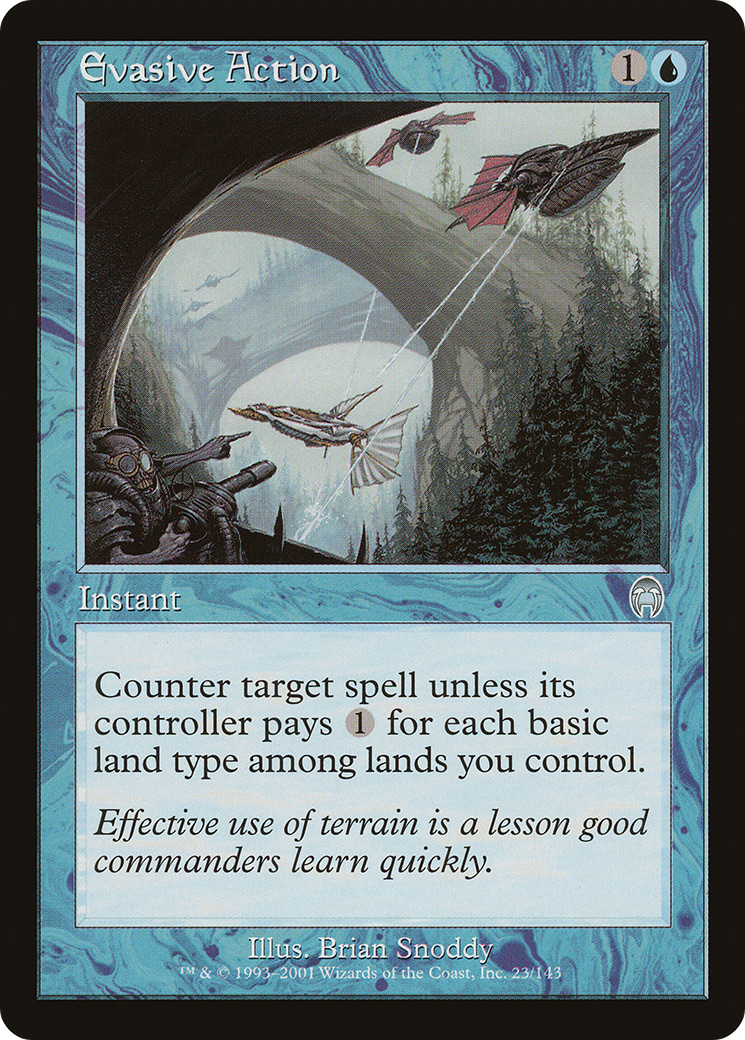 Evasive Action 1
Instant
Counter target spell unless its
controller pays 1 for each basic
land type among lands you control.
Effective use of terrain is a lesson good
commanders learn quickly.
Illus. Brian Snoddy
™ & © 1993–2001 Wizards of the Coast, Inc. 23/143